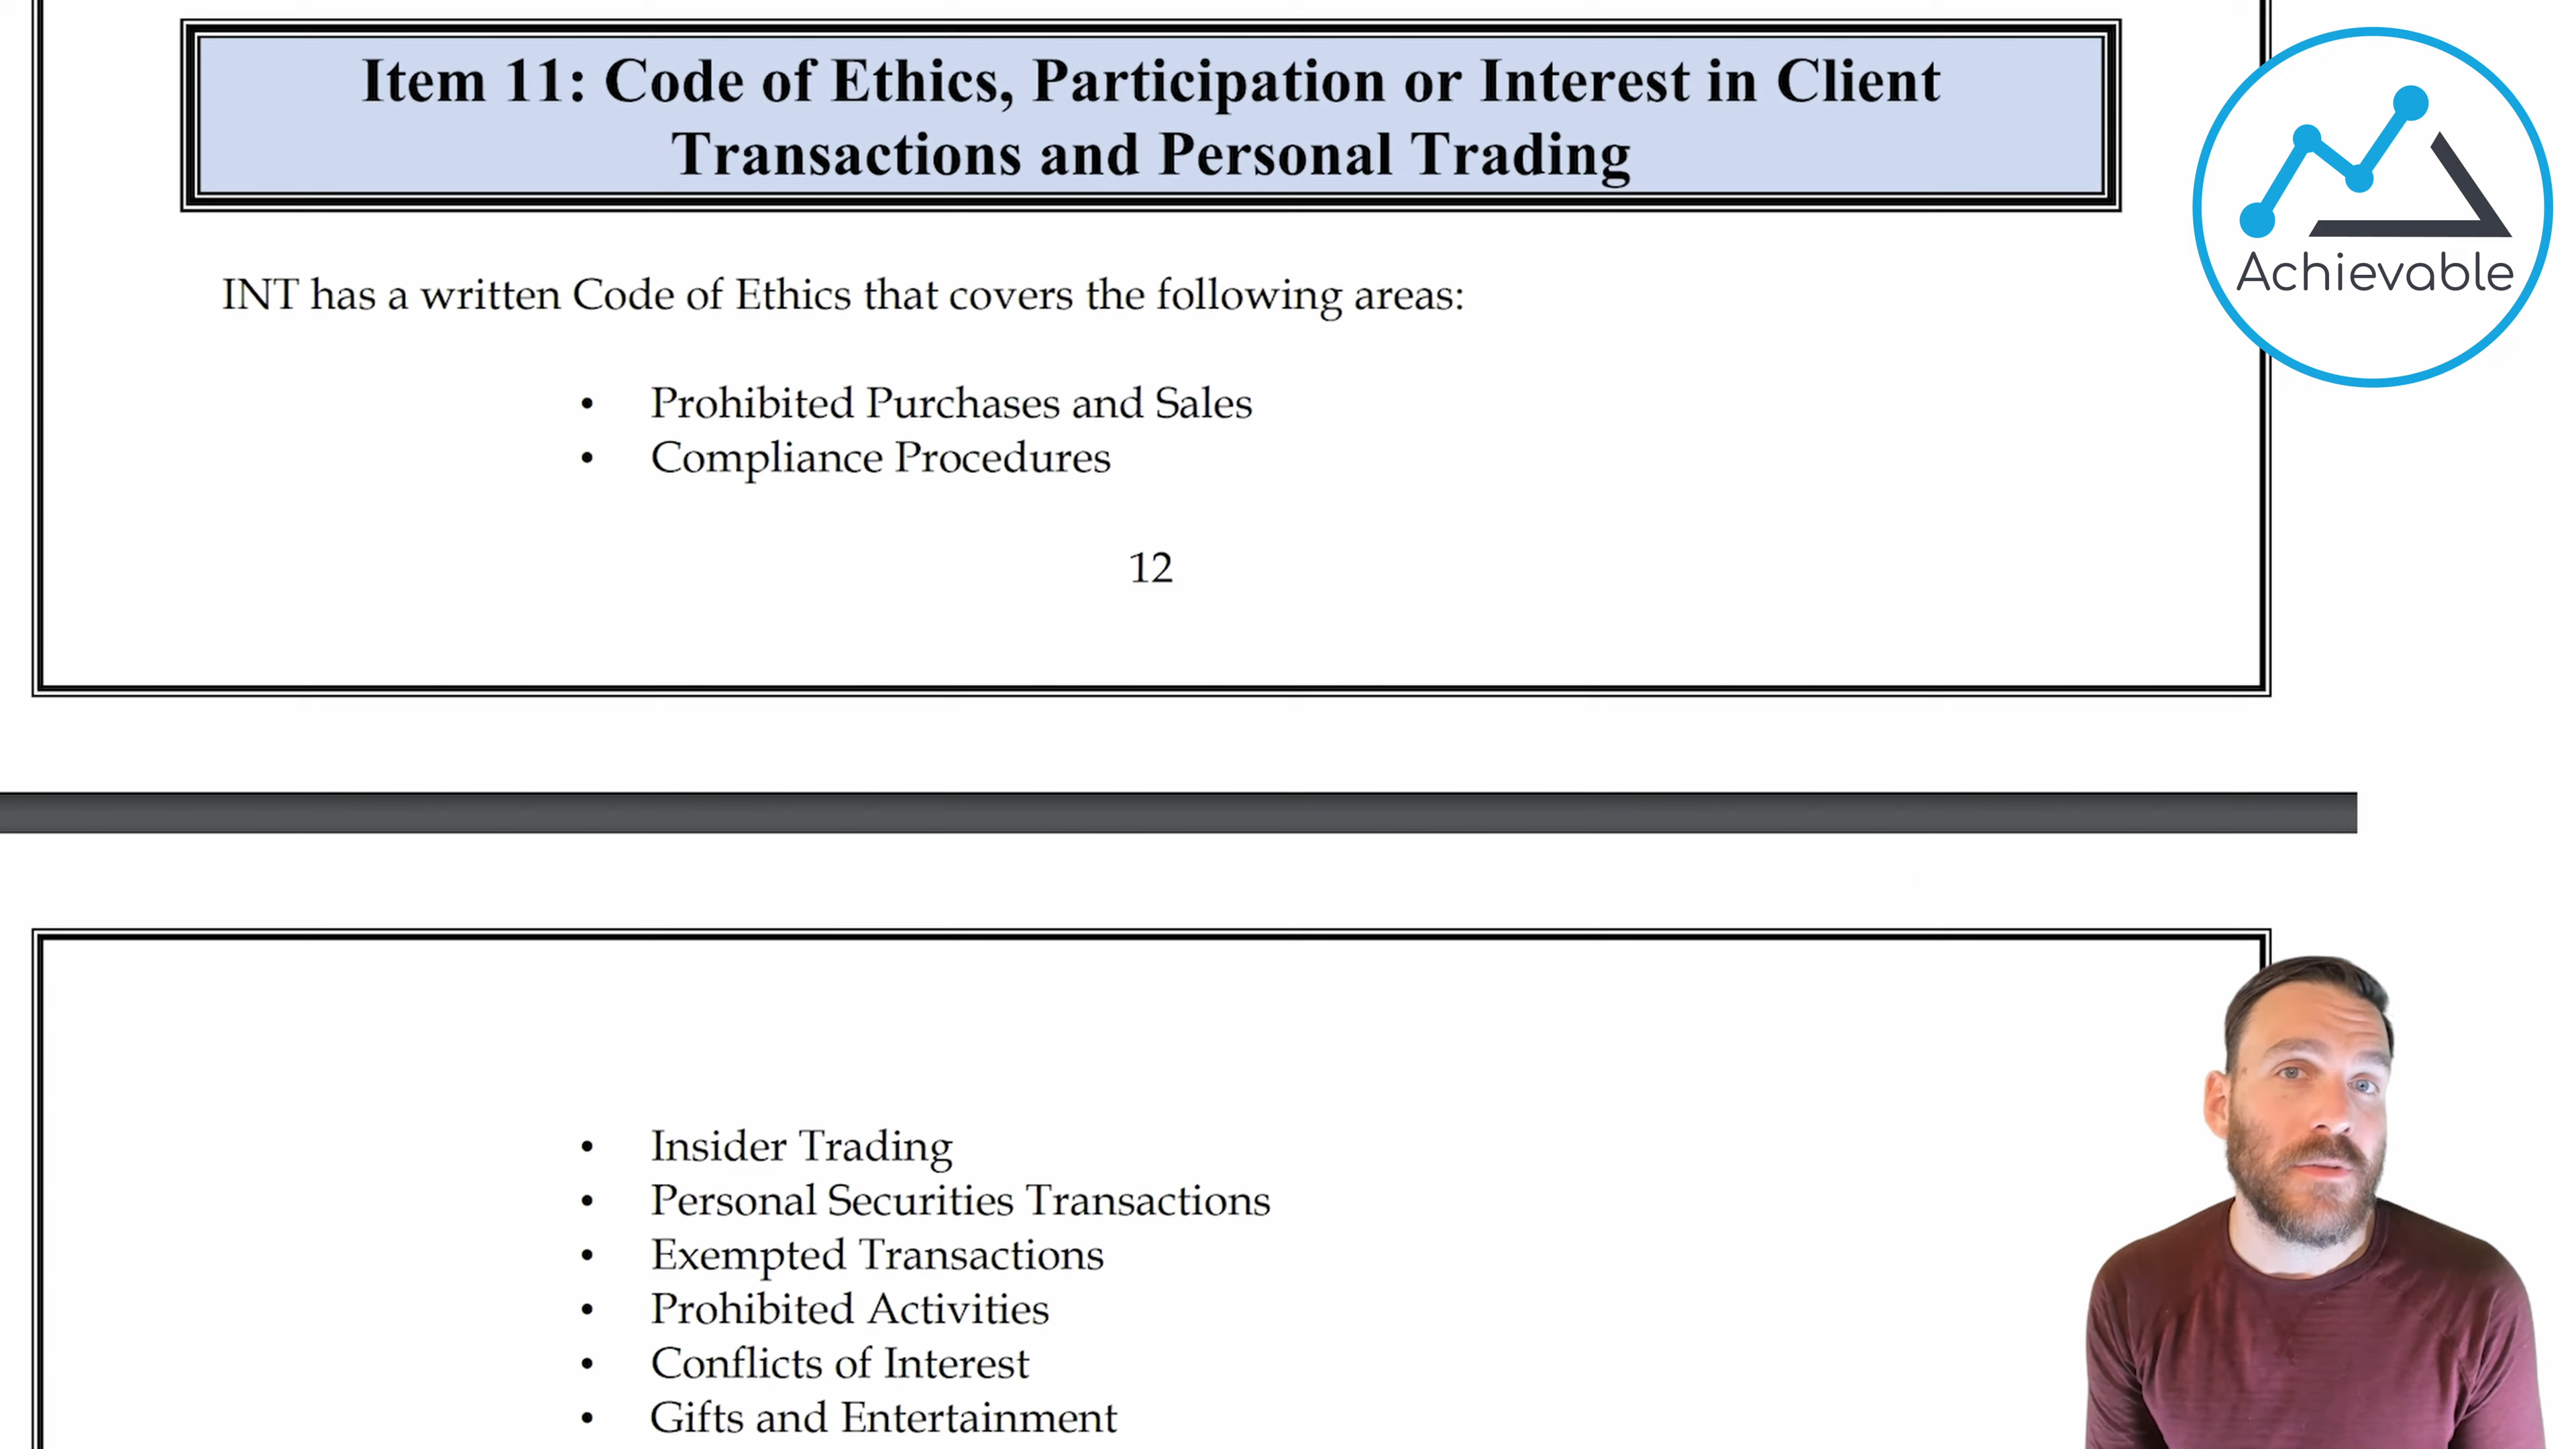 Item 11: Code of Ethics, Participation or Interest in Client
Transactions and Personal Trading
Achievable
INT has a written Code of Ethics that covers the following areas:
• Prohibited Purchases and Sales
• Compliance Procedures
12
• Insider Trading
• Personal Securities Transactions
• Exempted Transactions
• Prohibited Activities
• Conflicts of Interest
• Gifts and Entertainment